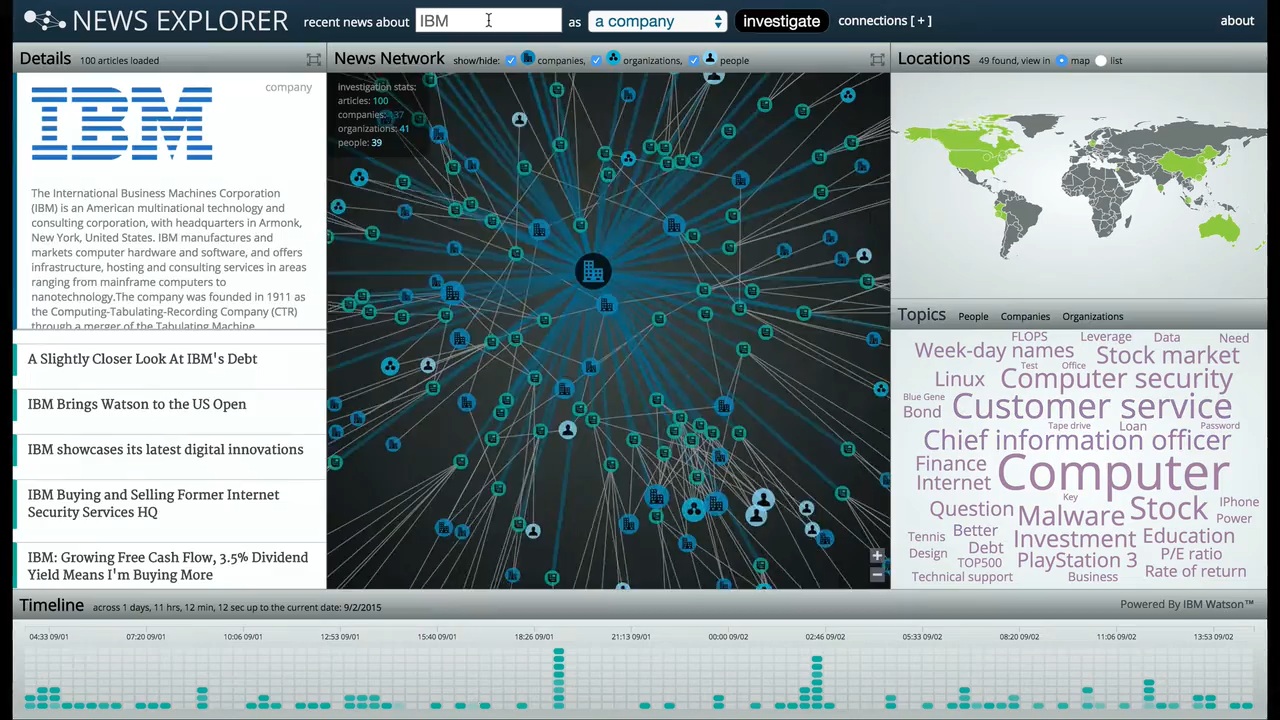 NEWS EXPLORER
recent news about IBM as a company investigate connections [ + ] about
Details 100 articles loaded
News Network show/hide: companies, organizations, people
Locations 49 found, view in map list
IBM
company
The International Business Machines Corporation
(IBM) is an American multinational technology and
consulting corporation, with headquarters in Armonk,
New York, United States. IBM manufactures and
markets computer hardware and software, and offers
infrastructure, hosting and consulting services in areas
ranging from mainframe computers to
nanotechnology.The company was founded in 1911 as
the Computing-Tabulating-Recording Company (CTR)
through a merger of the Tabulating Machine
A Slightly Closer Look At IBM's Debt
IBM Brings Watson to the US Open
IBM showcases its latest digital innovations
IBM Buying and Selling Former Internet
Security Services HQ
IBM: Growing Free Cash Flow, 3.5% Dividend
Yield Means I'm Buying More
investigation stats:
articles: 100
companies: 137
organizations: 41
people: 39
+
−
Topics People Companies Organizations
FLOPS Leverage Data Need
Week-day names Stock market
Test Office
Linux Computer security
Blue Gene Font
Bond Customer service Password
Tape drive Loan
Chief information officer
Finance Computer
Internet
Key IPhone
Question Malware Stock Power
Tennis Better Investment Education
Design Debt P/E ratio
TOP500 PlayStation 3 Rate of return
Technical support Business
Timeline across 1 days, 11 hrs, 12 min, 12 sec up to the current date: 9/2/2015
Powered By IBM Watson™
04:33 09/01 07:20 09/01 10:06 09/01 12:53 09/01 15:40 09/01 18:26 09/01 21:13 09/01 00:00 09/02 02:46 09/02 05:33 09/02 08:20 09/02 11:06 09/02 13:53 09/02